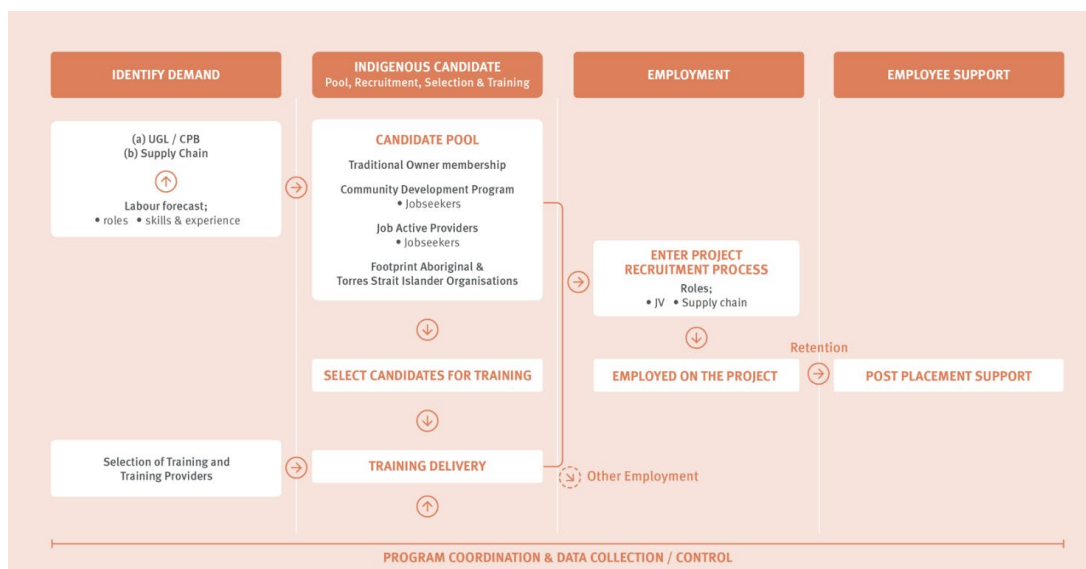 IDENTIFY DEMAND
INDIGENOUS CANDIDATE
Pool, Recruitment, Selection & Training
EMPLOYMENT
EMPLOYEE SUPPORT
(a) UGL / CPB
(b) Supply Chain
Labour forecast;
• roles • skills & experience
CANDIDATE POOL
Traditional Owner membership
Community Development Program
• Jobseekers
Job Active Providers
• Jobseekers
Footprint Aboriginal &
Torres Strait Islander Organisations
ENTER PROJECT
RECRUITMENT PROCESS
Roles;
• JV • Supply chain
Retention
SELECT CANDIDATES FOR TRAINING
EMPLOYED ON THE PROJECT
POST PLACEMENT SUPPORT
Selection of Training and
Training Providers
TRAINING DELIVERY
Other Employment
PROGRAM COORDINATION & DATA COLLECTION / CONTROL